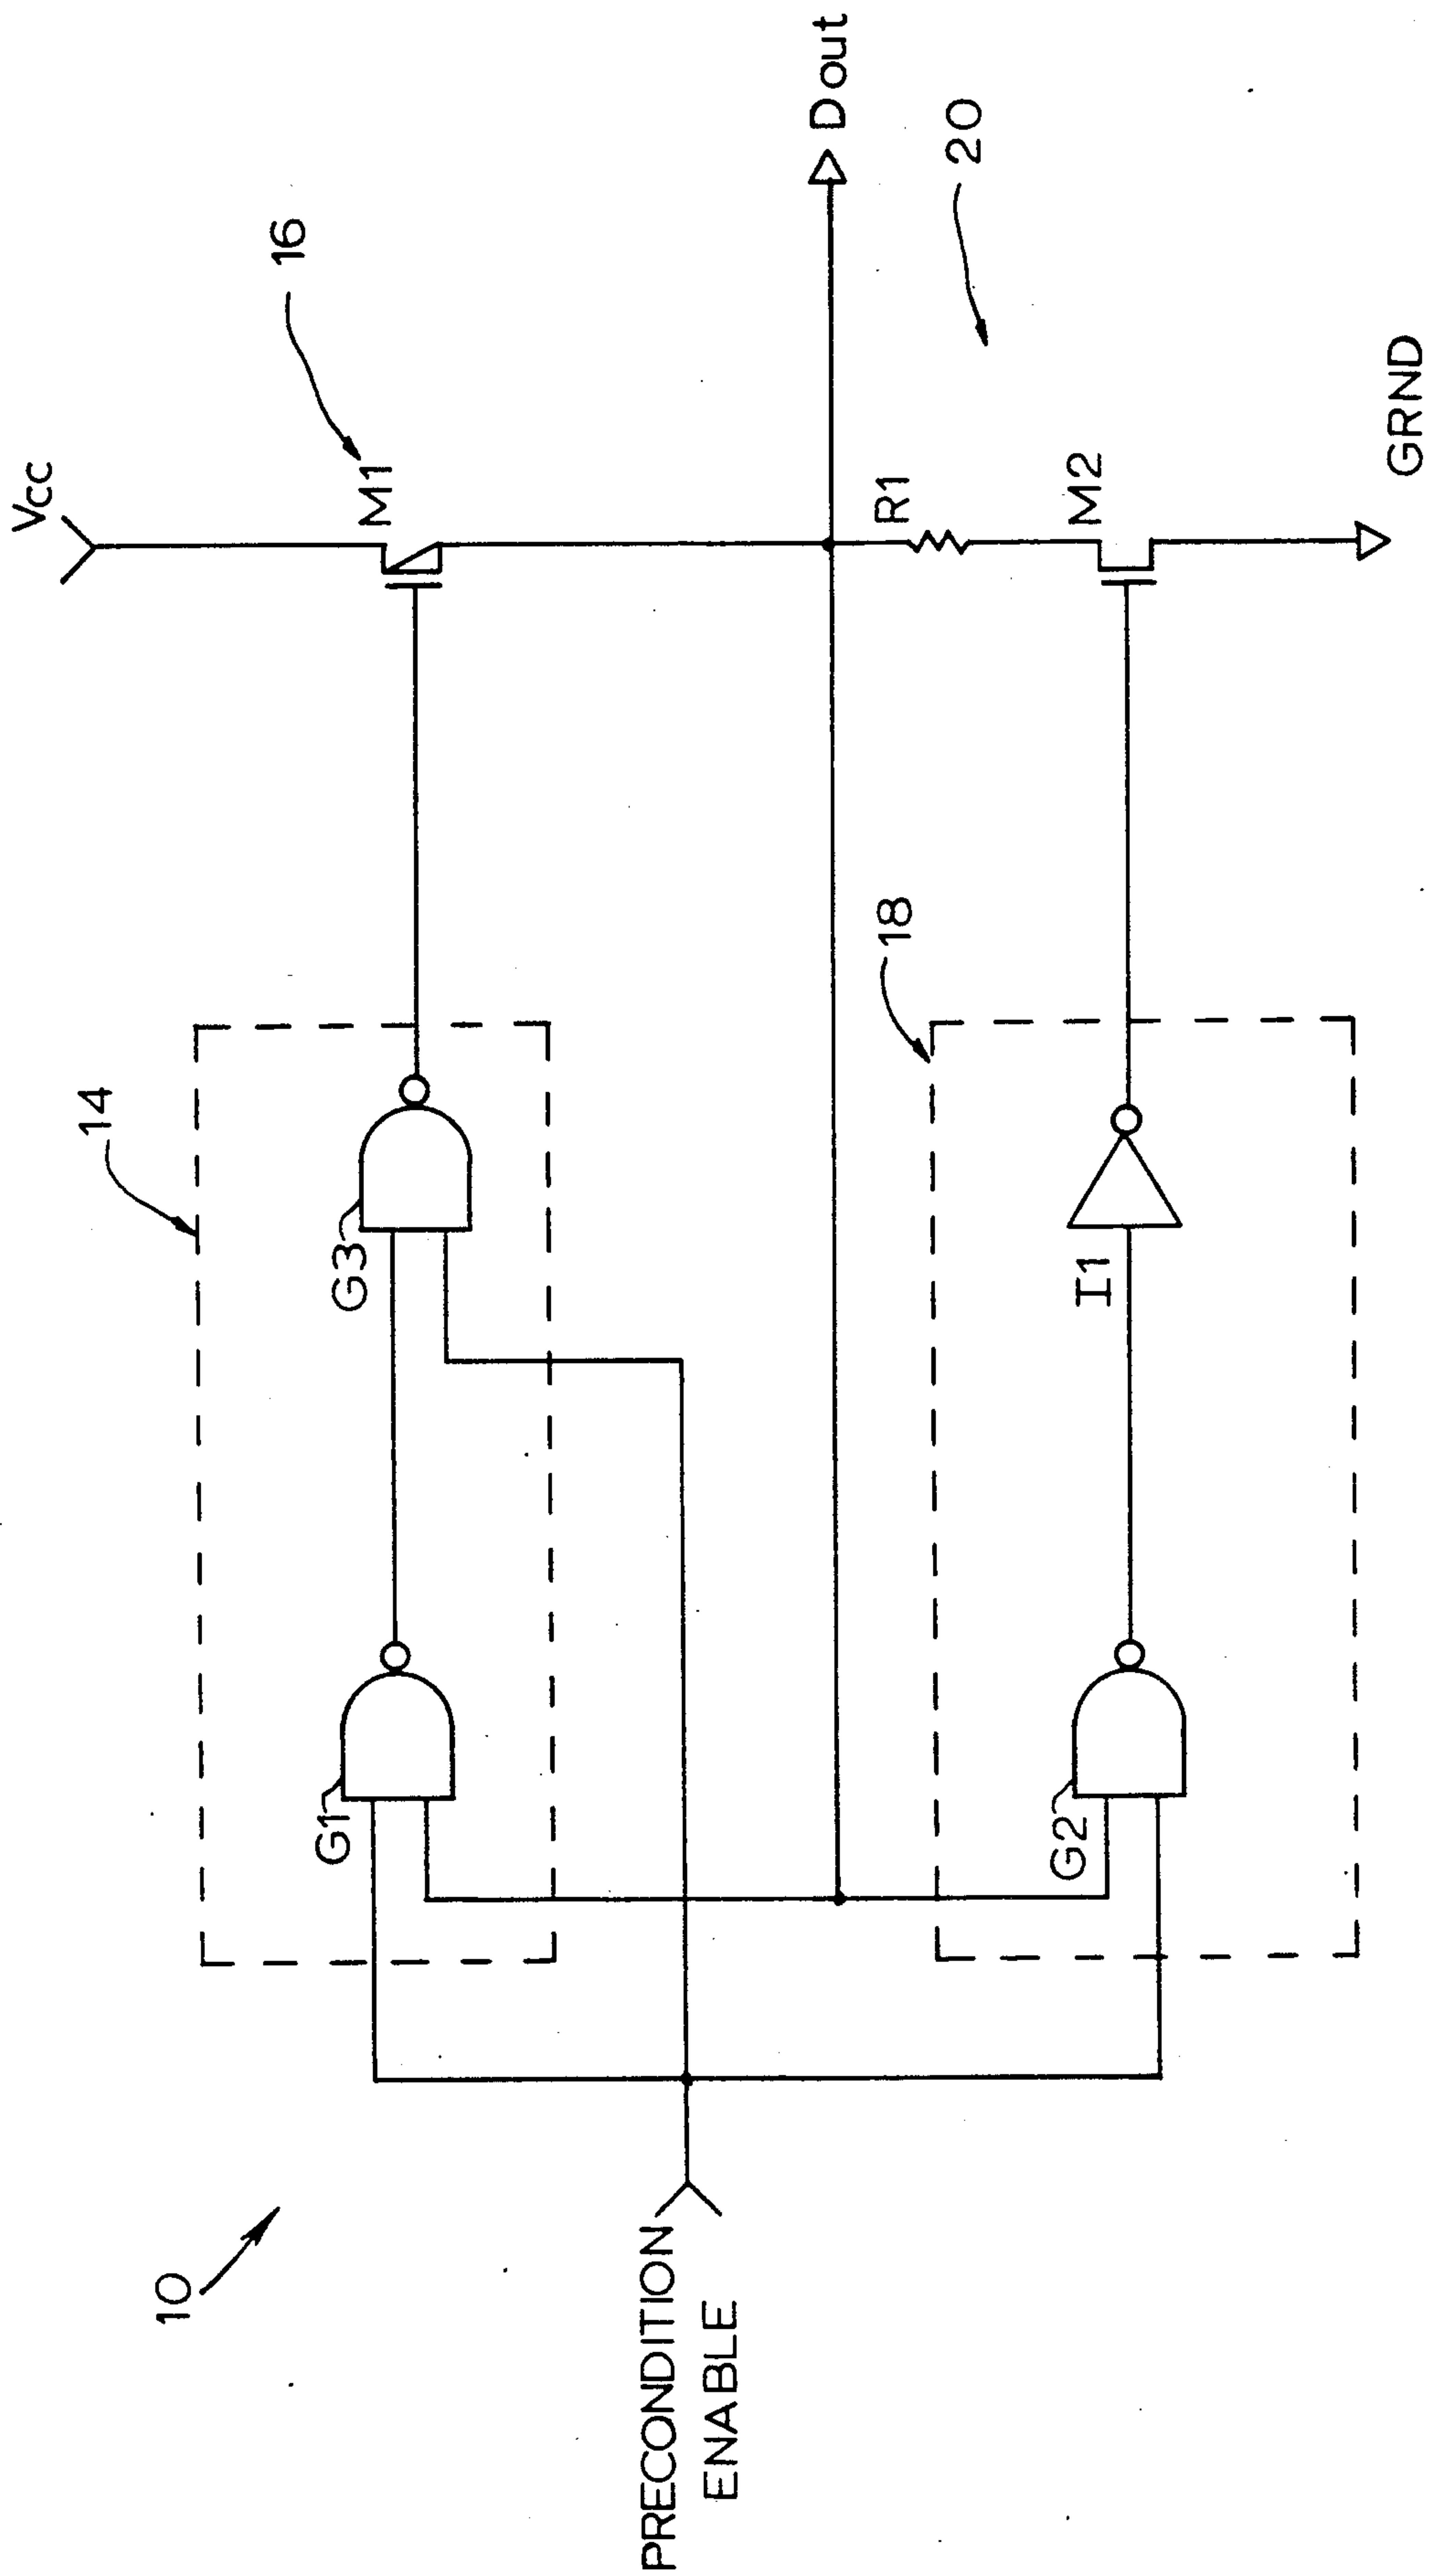 Vcc
16
M1
14
G3
G1
Dout
20
R1
M2
18
I1
G2
GRND
10
PRECONDITION
ENABLE